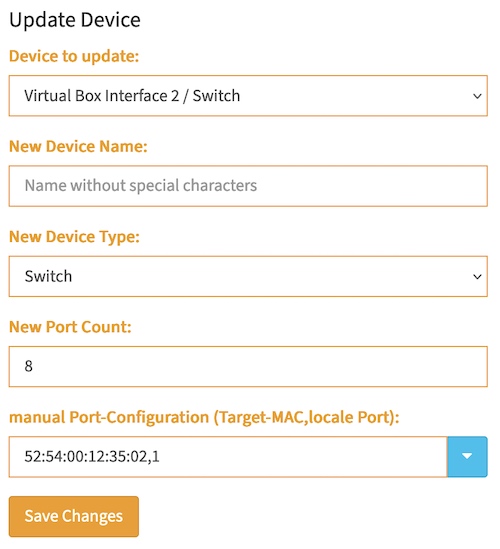 Update Device
Device to update:
Virtual Box Interface 2 / Switch
New Device Name:
Name without special characters
New Device Type:
Switch
New Port Count:
8
manual Port-Configuration (Target-MAC,locale Port):
52:54:00:12:35:02,1
Save Changes